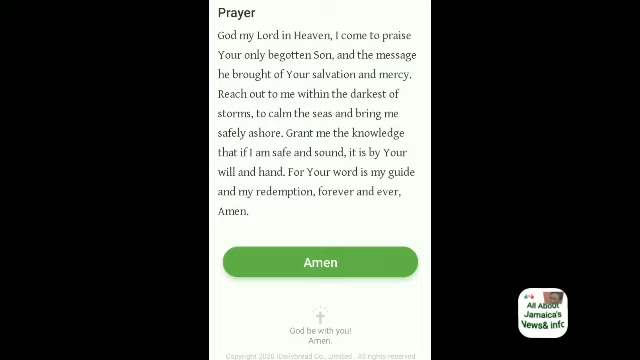 Prayer
God my Lord in Heaven, I come to praise
Your only begotten Son, and the message
he brought of Your salvation and mercy.
Reach out to me within the darkest of
storms, to calm the seas and bring me
safely ashore. Grant me the knowledge
that if I am safe and sound, it is by Your
will and hand. For Your word is my guide
and my redemption, forever and ever,
Amen.
Amen
God be with you!
Amen.
Copyright 2020 iDailybread Co., Limited. All rights reserved
All About
Jamaica's
News& info